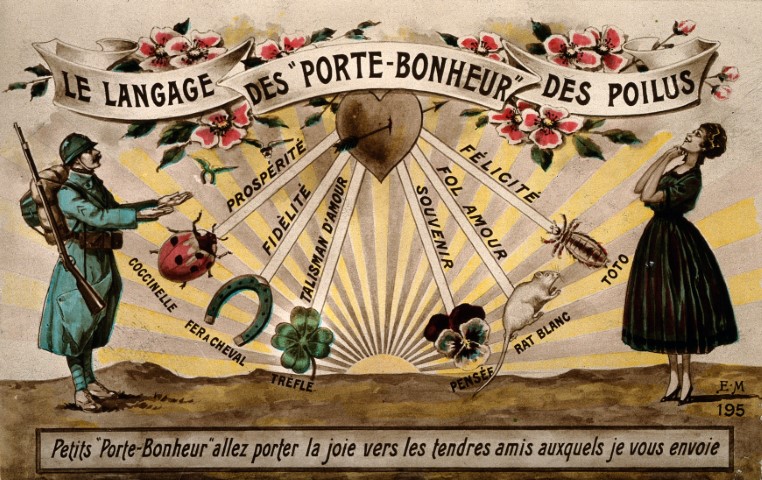 LE LANGAGE DES "PORTE-BONHEUR" DES POILUS
PROSPÉRITÉ
FIDÈLITÉ
TALISMAN D'AMOUR
SOUVENIR
FOL AMOUR
FÉLICITÉ
COCCINELLE
FER A CHEVAL
TRÈFLE
PENSÉE
RAT BLANC
TOTO
E.M
195
Petits "Porte-Bonheur" allez porter la joie vers les tendres amis auxquels je vous envoie